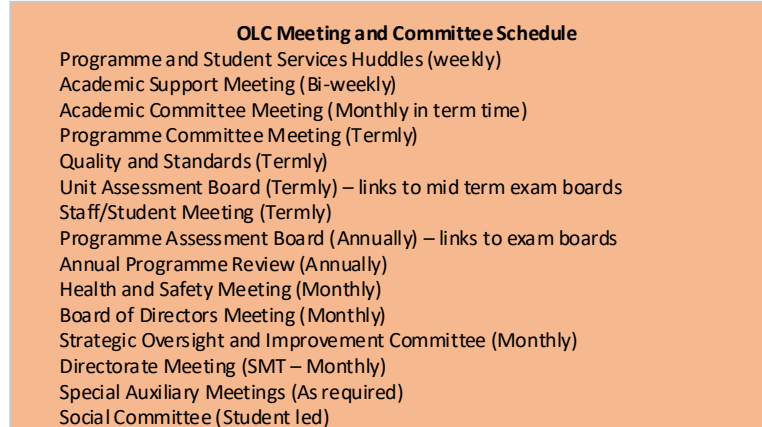 OLC Meeting and Committee Schedule
Programme and Student Services Huddles (weekly)
Academic Support Meeting (Bi-weekly)
Academic Committee Meeting (Monthly in term time)
Programme Committee Meeting (Termly)
Quality and Standards (Termly)
Unit Assessment Board (Termly) – links to mid term exam boards
Staff/Student Meeting (Termly)
Programme Assessment Board (Annually) – links to exam boards
Annual Programme Review (Annually)
Health and Safety Meeting (Monthly)
Board of Directors Meeting (Monthly)
Strategic Oversight and Improvement Committee (Monthly)
Directorate Meeting (SMT – Monthly)
Special Auxiliary Meetings (As required)
Social Committee (Student led)